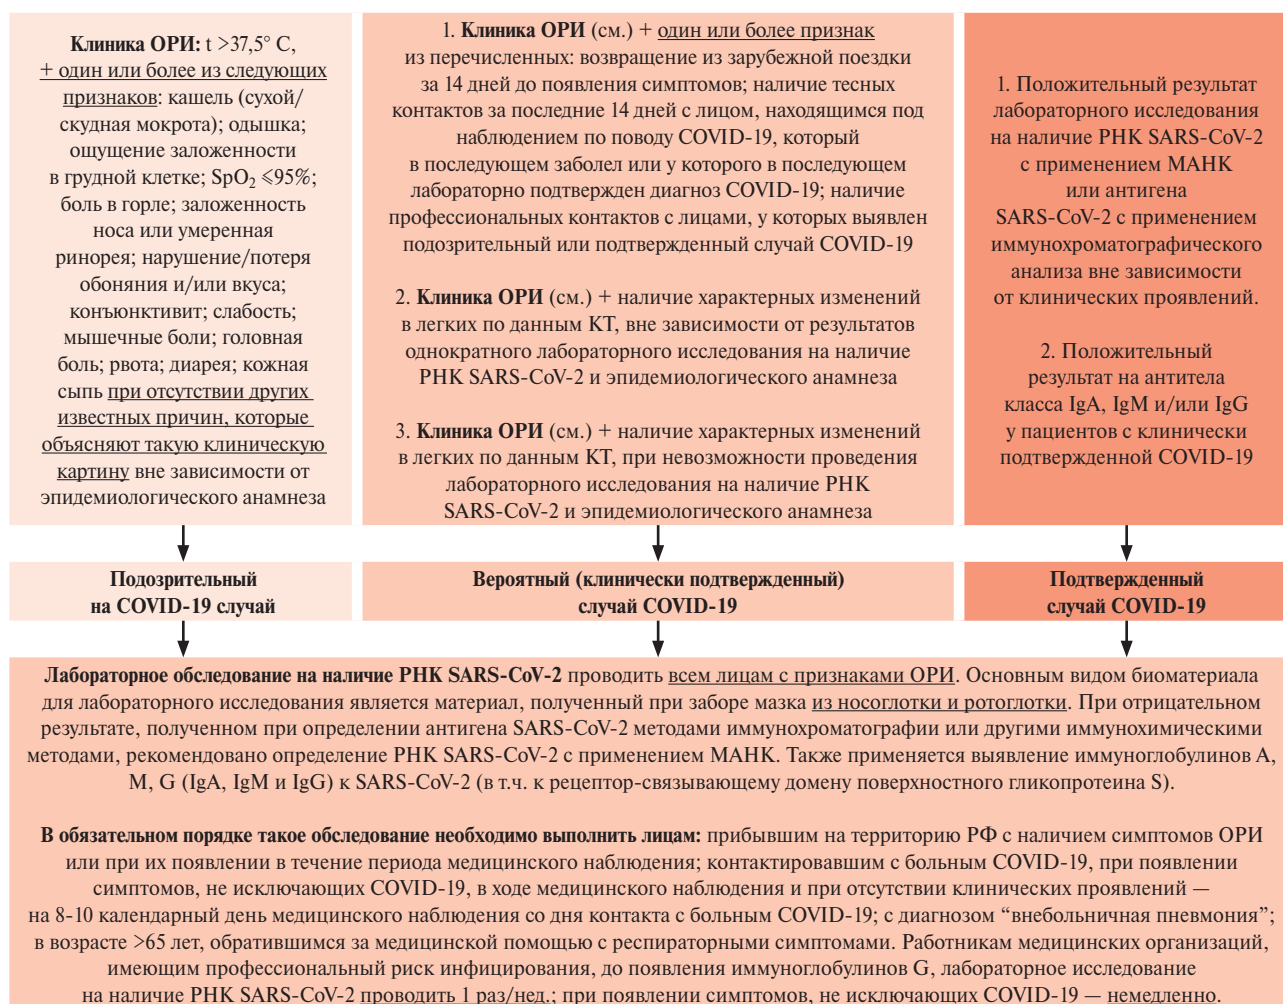 Клиника ОРИ: t >37,5° C,
+ один или более из следующих
признаков: кашель (сухой/
скудная мокрота); одышка;
ощущение заложенности
в грудной клетке; SpO₂ ⩽95%;
боль в горле; заложенность
носа или умеренная
ринорея; нарушение/потеря
обоняния и/или вкуса;
конъюнктивит; слабость;
мышечные боли; головная
боль; рвота; диарея; кожная
сыпь при отсутствии других
известных причин, которые
объясняют такую клиническую
картину вне зависимости от
эпидемиологического анамнеза
1. Клиника ОРИ (см.) + один или более признак
из перечисленных: возвращение из зарубежной поездки
за 14 дней до появления симптомов; наличие тесных
контактов за последние 14 дней с лицом, находящимся под
наблюдением по поводу COVID-19, который
в последующем заболел или у которого в последующем
лабораторно подтвержден диагноз COVID-19; наличие
профессиональных контактов с лицами, у которых выявлен
подозрительный или подтвержденный случай COVID-19
2. Клиника ОРИ (см.) + наличие характерных изменений
в легких по данным КТ, вне зависимости от результатов
однократного лабораторного исследования на наличие
РНК SARS-CoV-2 и эпидемиологического анамнеза
3. Клиника ОРИ (см.) + наличие характерных изменений
в легких по данным КТ, при невозможности проведения
лабораторного исследования на наличие РНК
SARS-CoV-2 и эпидемиологического анамнеза
1. Положительный результат
лабораторного исследования
на наличие РНК SARS-CoV-2
с применением МАНК
или антигена
SARS-CoV-2 с применением
иммунохроматографического
анализа вне зависимости
от клинических проявлений.
2. Положительный
результат на антитела
класса IgA, IgM и/или IgG
у пациентов с клинически
подтвержденной COVID-19
Подозрительный
на COVID-19 случай
Вероятный (клинически подтвержденный)
случай COVID-19
Подтвержденный
случай COVID-19
Лабораторное обследование на наличие РНК SARS-CoV-2 проводить всем лицам с признаками ОРИ. Основным видом биоматериала
для лабораторного исследования является материал, полученный при заборе мазка из носоглотки и ротоглотки. При отрицательном
результате, полученном при определении антигена SARS-CoV-2 методами иммунохроматографии или другими иммунохимическими
методами, рекомендовано определение РНК SARS-CoV-2 с применением МАНК. Также применяется выявление иммуноглобулинов А,
М, G (IgA, IgM и IgG) к SARS-CoV-2 (в т.ч. к рецептор-связывающему домену поверхностного гликопротеина S).
В обязательном порядке такое обследование необходимо выполнить лицам: прибывшим на территорию РФ с наличием симптомов ОРИ
или при их появлении в течение периода медицинского наблюдения; контактировавшим с больным COVID-19, при появлении
симптомов, не исключающих COVID-19, в ходе медицинского наблюдения и при отсутствии клинических проявлений —
на 8-10 календарный день медицинского наблюдения со дня контакта с больным COVID-19; с диагнозом “внебольничная пневмония”;
в возрасте >65 лет, обратившимся за медицинской помощью с респираторными симптомами. Работникам медицинских организаций,
имеющим профессиональный риск инфицирования, до появления иммуноглобулинов G, лабораторное исследование
на наличие РНК SARS-CoV-2 проводить 1 раз/нед.; при появлении симптомов, не исключающих COVID-19 — немедленно.